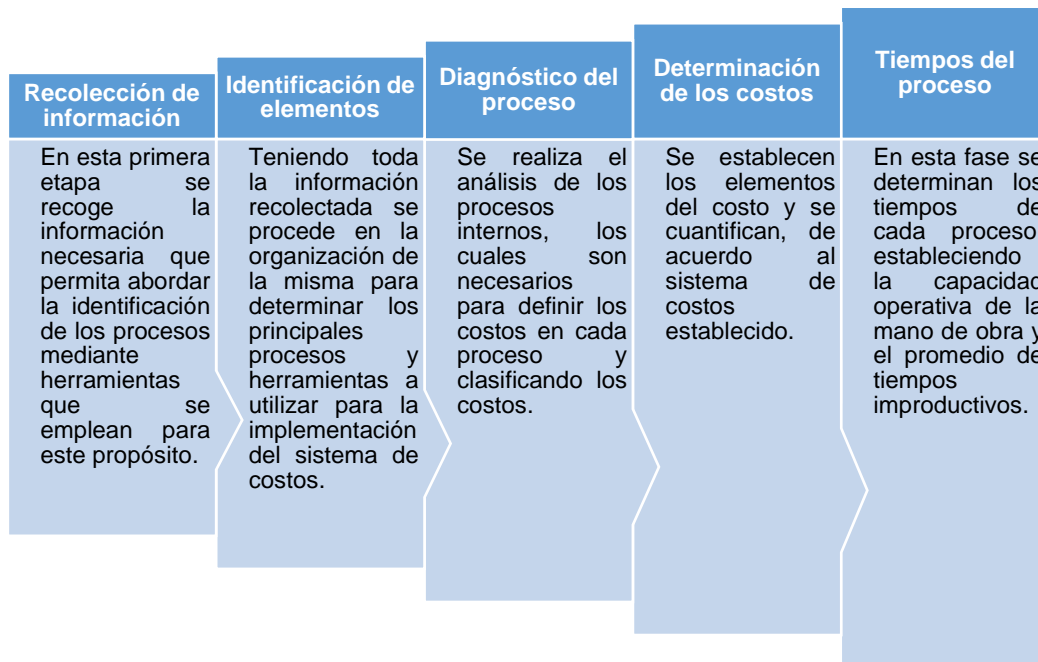 Recolección de
información
En esta primera
etapa se
recoge la
información
necesaria que
permita abordar
la identificación
de los procesos
mediante
herramientas
que se
emplean para
este propósito.
Identificación de
elementos
Teniendo toda
la información
recolectada se
procede en la
organización de
la misma para
determinar los
principales
procesos y
herramientas a
utilizar para la
implementación
del sistema de
costos.
Diagnóstico del
proceso
Se realiza el
análisis de los
procesos
internos, los
cuales son
necesarios
para definir los
costos en cada
proceso y
clasificando los
costos.
Determinación
de los costos
Se establecen
los elementos
del costo y se
cuantifican, de
acuerdo al
sistema de
costos
establecido.
Tiempos del
proceso
En esta fase se
determinan los
tiempos de
cada proceso
estableciendo
la capacidad
operativa de la
mano de obra y
el promedio de
tiempos
improductivos.